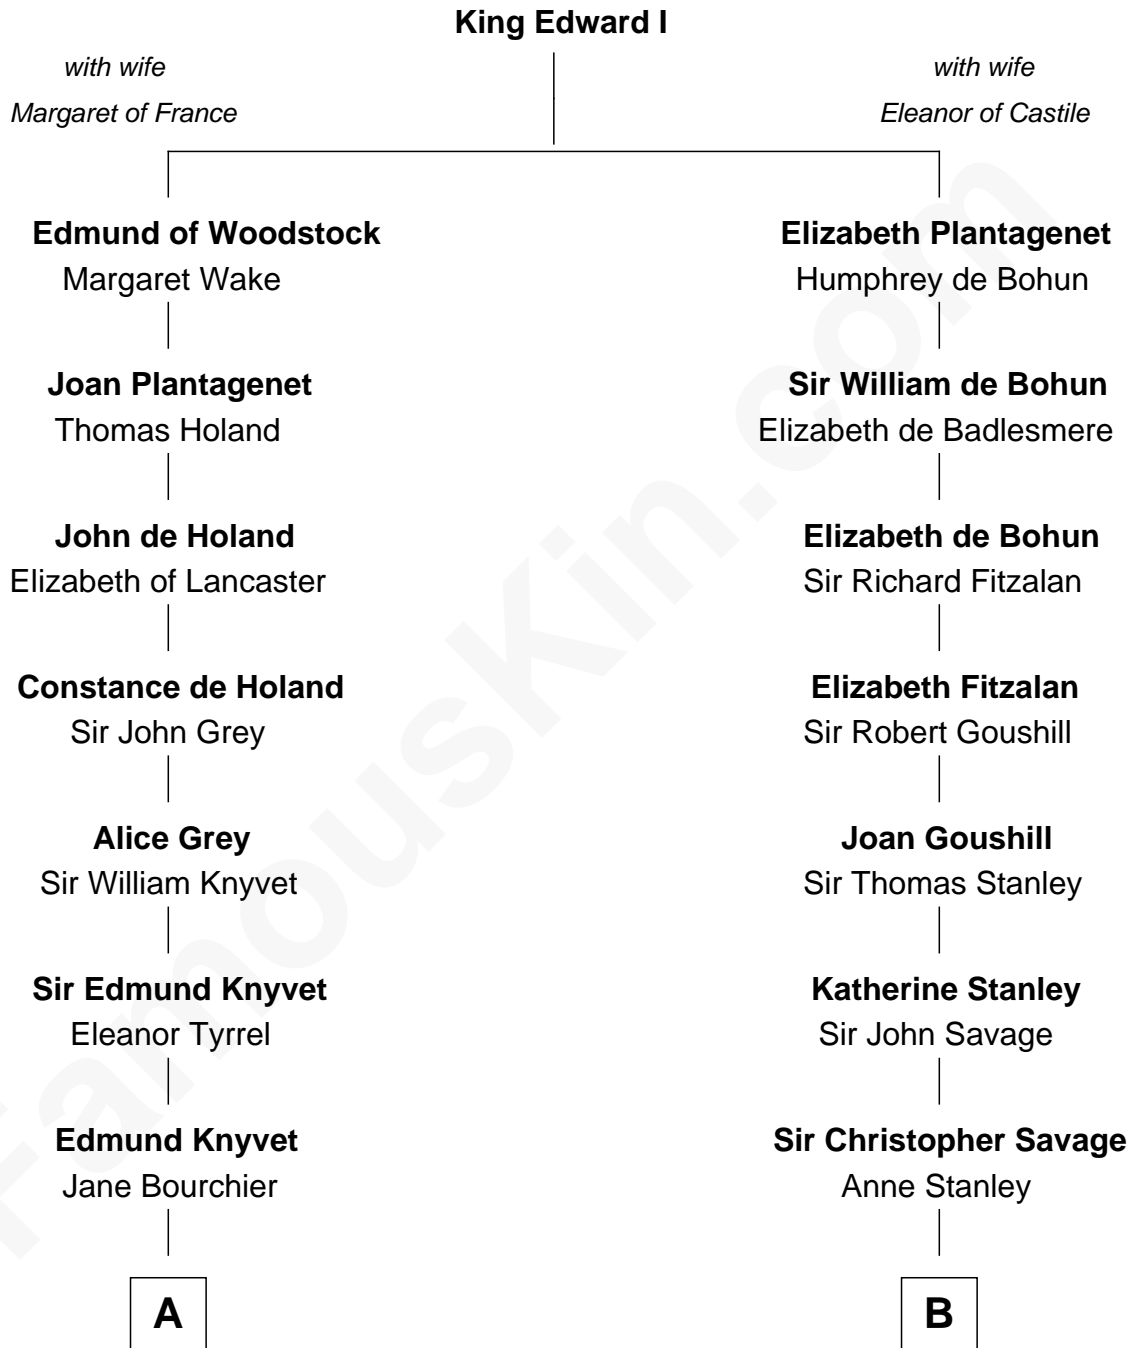 King Edward I
with wife
Margaret of France
with wife
Eleanor of Castile
Edmund of Woodstock
Margaret Wake
Elizabeth Plantagenet
Humphrey de Bohun
Joan Plantagenet
Thomas Holand
Sir William de Bohun
Elizabeth de Badlesmere
John de Holand
Elizabeth of Lancaster
Elizabeth de Bohun
Sir Richard Fitzalan
Constance de Holand
Sir John Grey
Elizabeth Fitzalan
Sir Robert Goushill
Alice Grey
Sir William Knyvet
Joan Goushill
Sir Thomas Stanley
Sir Edmund Knyvet
Eleanor Tyrrel
Katherine Stanley
Sir John Savage
Edmund Knyvet
Jane Bourchier
Sir Christopher Savage
Anne Stanley
A
B
FamousKin.com